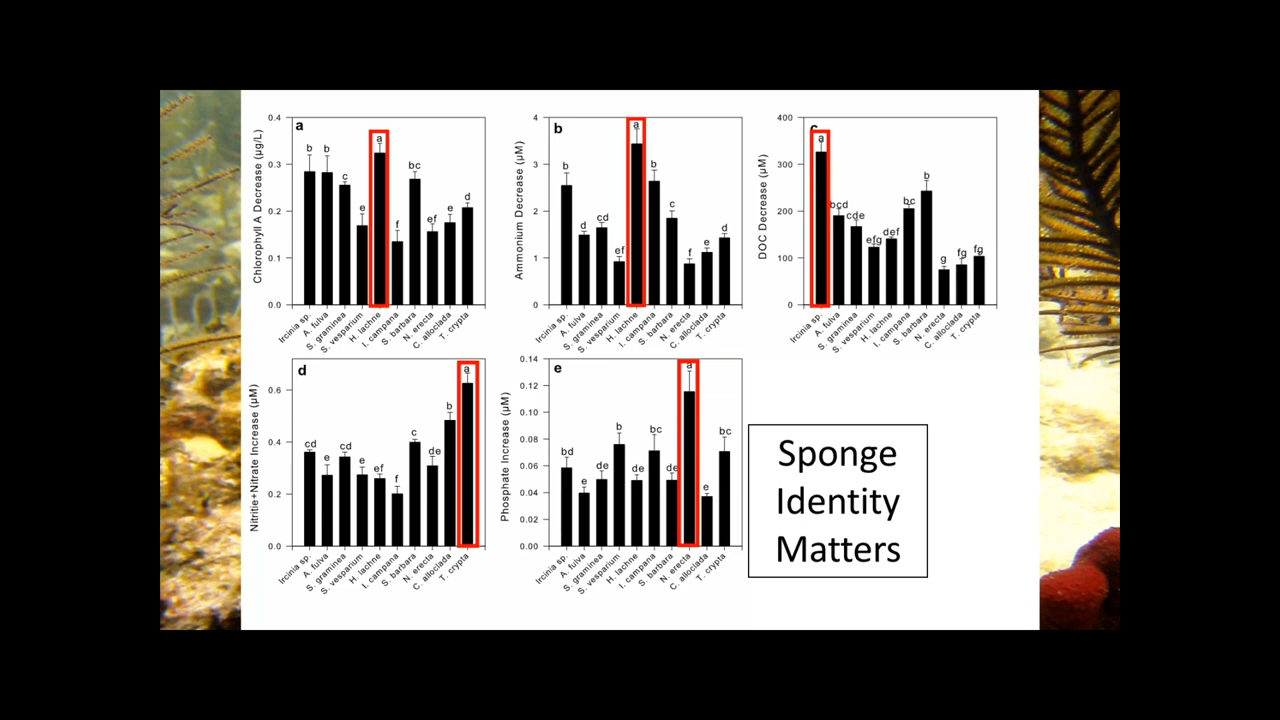 a
Chlorophyll A Decrease (µg/L)
0.4
0.3
0.2
0.1
0.0
b b c e a f bc ef e d
Ircinia sp.
A. fulva
S. graminea
S. vesparium
H. lachne
I. campana
S. barbara
N. erecta
C. allociada
T. crypta
b
Ammonium Decrease (µM)
4
3
2
1
0
b d cd ef a b c f e d
Ircinia sp.
A. fulva
S. graminea
S. vesparium
H. lachne
I. campana
S. barbara
N. erecta
C. allociada
T. crypta
c
DOC Decrease (µM)
400
300
200
100
0
a bcd cde efg def bc b g fg fg
Ircinia sp.
A. fulva
S. graminea
S. vesparium
H. lachne
I. campana
S. barbara
N. erecta
C. allociada
T. crypta
d
Nitritie+Nitrate Increase (µM)
0.6
0.4
0.2
0.0
cd e cd e ef f c de b a
Ircinia sp.
A. fulva
S. graminea
S. vesparium
H. lachne
I. campana
S. barbara
N. erecta
C. allociada
T. crypta
e
Phosphate Increase (µM)
0.14
0.12
0.10
0.08
0.06
0.04
0.02
0.00
bd e de b de bc de a e bc
Ircinia sp.
A. fulva
S. graminea
S. vesparium
H. lachne
I. campana
S. barbara
N. erecta
C. allociada
T. crypta
Sponge
Identity
Matters